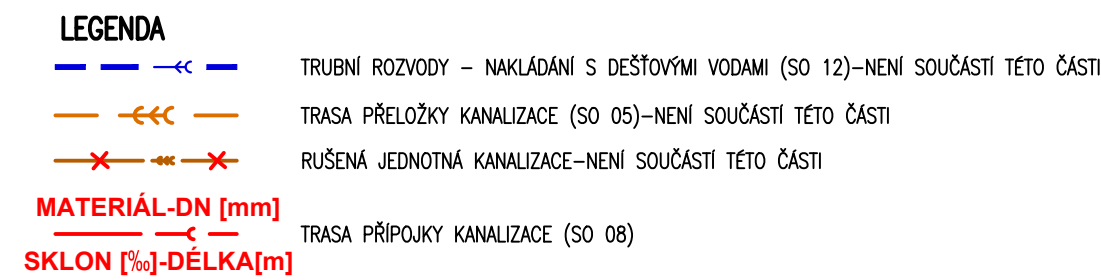 LEGENDA
TRUBNÍ ROZVODY – NAKLÁDÁNÍ S DEŠŤOVÝMI VODAMI (SO 12)–NENÍ SOUČÁSTÍ TÉTO ČÁSTI
TRASA PŘELOŽKY KANALIZACE (SO 05)–NENÍ SOUČÁSTÍ TÉTO ČÁSTI
RUŠENÁ JEDNOTNÁ KANALIZACE–NENÍ SOUČÁSTÍ TÉTO ČÁSTI
MATERIÁL-DN [mm]
TRASA PŘÍPOJKY KANALIZACE (SO 08)
SKLON [‰]-DÉLKA[m]